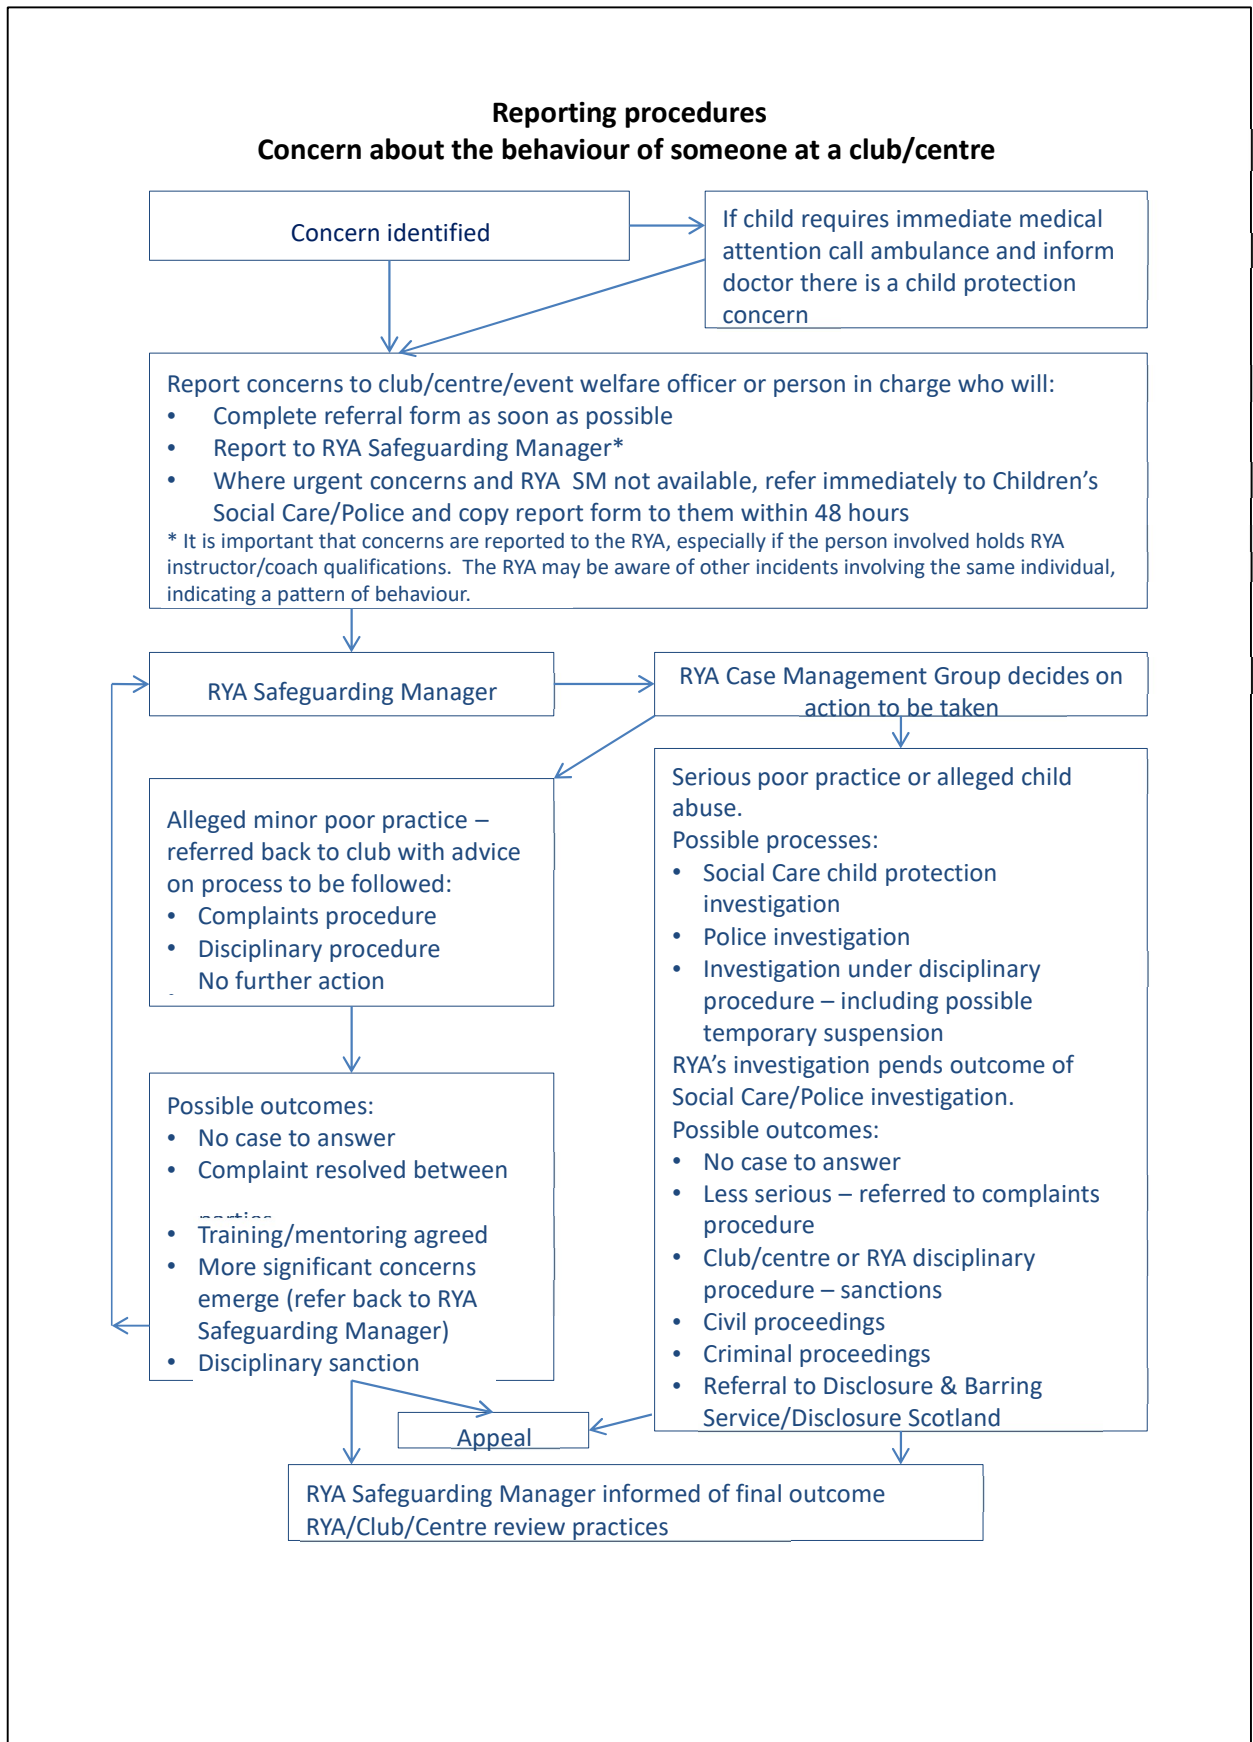 Reporting procedures
Concern about the behaviour of someone at a club/centre
Concern identified
If child requires immediate medical
attention call ambulance and inform
doctor there is a child protection
concern
Report concerns to club/centre/event welfare officer or person in charge who will:
• Complete referral form as soon as possible
• Report to RYA Safeguarding Manager*
• Where urgent concerns and RYA SM not available, refer immediately to Children's
Social Care/Police and copy report form to them within 48 hours
* It is important that concerns are reported to the RYA, especially if the person involved holds RYA
instructor/coach qualifications. The RYA may be aware of other incidents involving the same individual,
indicating a pattern of behaviour.
RYA Safeguarding Manager
RYA Case Management Group decides on
action to be taken
Alleged minor poor practice –
referred back to club with advice
on process to be followed:
• Complaints procedure
• Disciplinary procedure
No further action
Serious poor practice or alleged child
abuse.
Possible processes:
• Social Care child protection
investigation
• Police investigation
• Investigation under disciplinary
procedure – including possible
temporary suspension
RYA's investigation pends outcome of
Social Care/Police investigation.
Possible outcomes:
• No case to answer
• Less serious – referred to complaints
procedure
• Club/centre or RYA disciplinary
procedure – sanctions
• Civil proceedings
• Criminal proceedings
• Referral to Disclosure & Barring
Service/Disclosure Scotland
Possible outcomes:
• No case to answer
• Complaint resolved between
• Training/mentoring agreed
• More significant concerns
emerge (refer back to RYA
Safeguarding Manager)
• Disciplinary sanction
Appeal
RYA Safeguarding Manager informed of final outcome
RYA/Club/Centre review practices